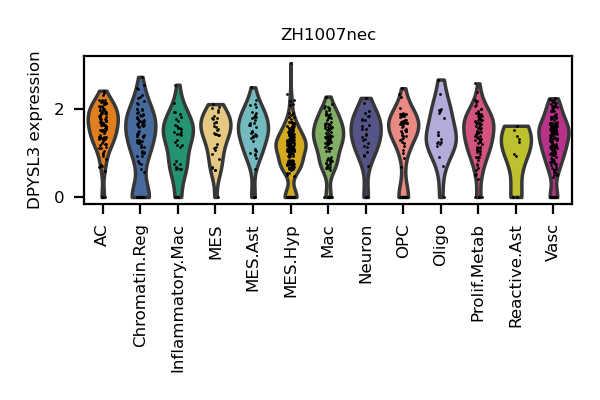 ZH1007nec
DPYSL3 expression
2
0
AC
Chromatin.Reg
Inflammatory.Mac
MES
MES.Ast
MES.Hyp
Mac
Neuron
OPC
Oligo
Prolif.Metab
Reactive.Ast
Vasc